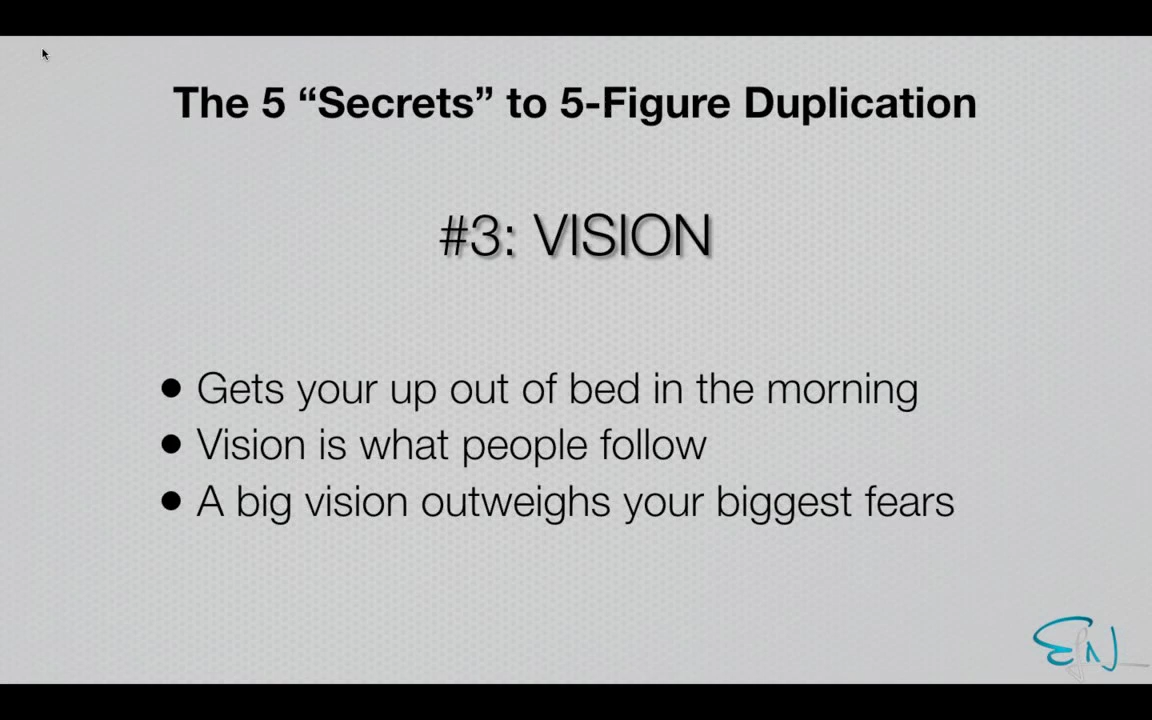 The 5 “Secrets” to 5-Figure Duplication
#3: VISION
• Gets your up out of bed in the morning
• Vision is what people follow
• A big vision outweighs your biggest fears